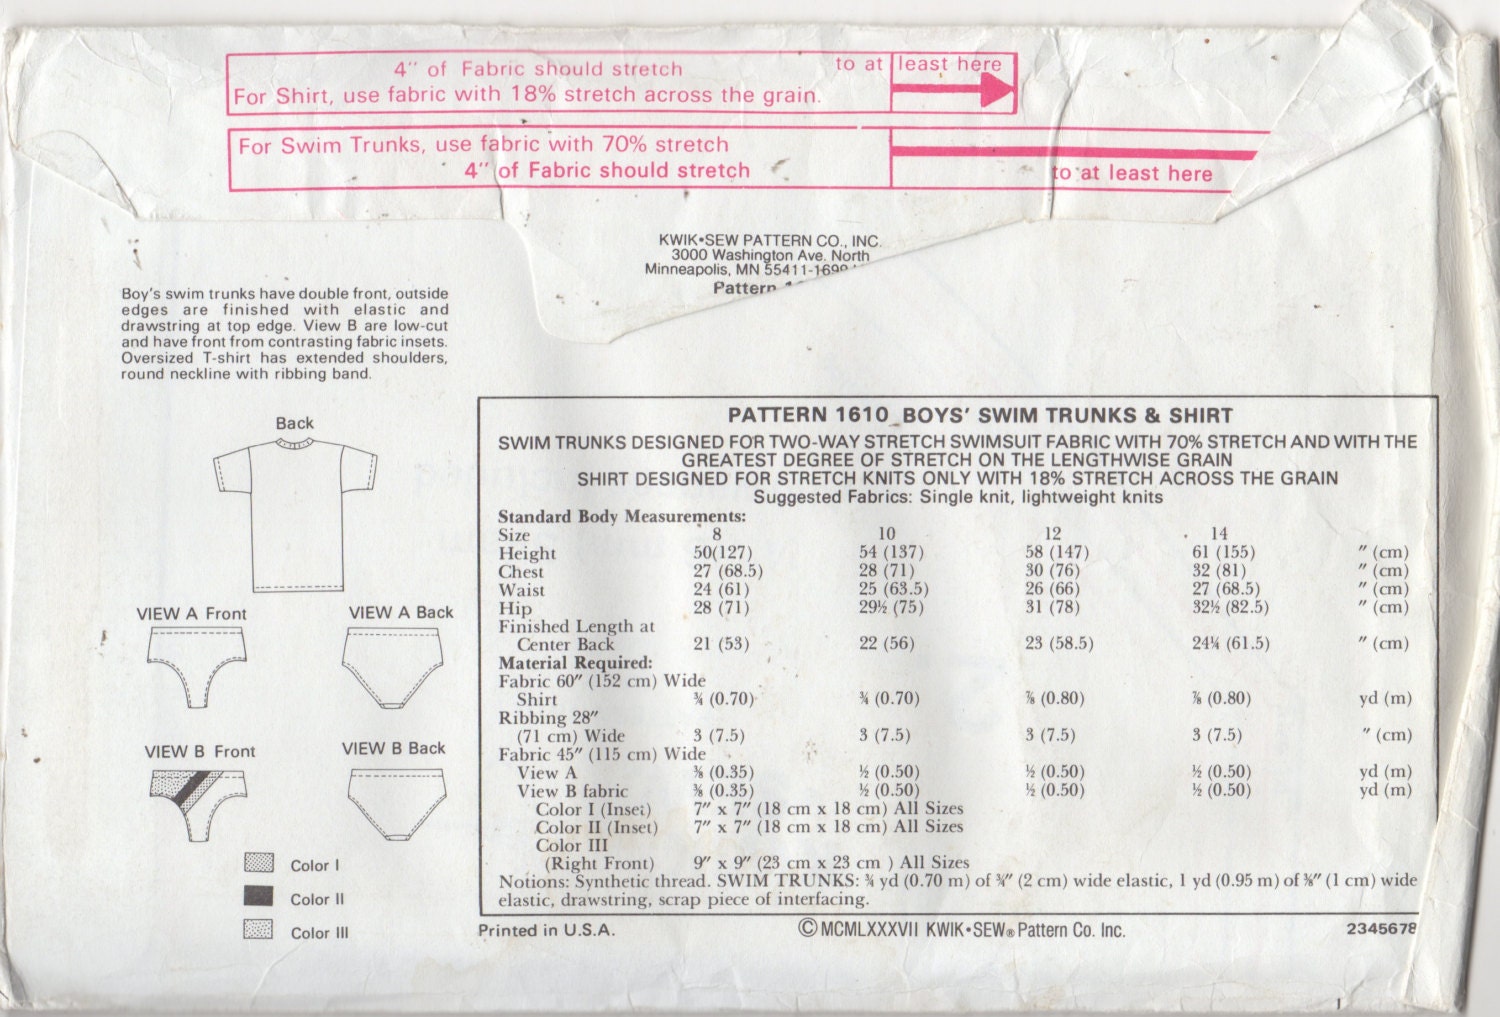 4" of Fabric should stretch to at least here
For Shirt, use fabric with 18% stretch across the grain.
For Swim Trunks, use fabric with 70% stretch
4" of Fabric should stretch to at least here
KWIK•SEW PATTERN CO., INC.
3000 Washington Ave. North
Minneapolis, MN 55411-1699
Pattern
Boy's swim trunks have double front, outside
edges are finished with elastic and
drawstring at top edge. View B are low-cut
and have front from contrasting fabric insets.
Oversized T-shirt has extended shoulders,
round neckline with ribbing band.
Back
VIEW A Front VIEW A Back
VIEW B Front VIEW B Back
Color I
Color II
Color III
PATTERN 1610 BOYS' SWIM TRUNKS & SHIRT
SWIM TRUNKS DESIGNED FOR TWO-WAY STRETCH SWIMSUIT FABRIC WITH 70% STRETCH AND WITH THE
GREATEST DEGREE OF STRETCH ON THE LENGTHWISE GRAIN
SHIRT DESIGNED FOR STRETCH KNITS ONLY WITH 18% STRETCH ACROSS THE GRAIN
Suggested Fabrics: Single knit, lightweight knits
Standard Body Measurements:
Size 8 10 12 14
Height 50(127) 54 (137) 58 (147) 61 (155) " (cm)
Chest 27 (68.5) 28 (71) 30 (76) 32 (81) " (cm)
Waist 24 (61) 25 (63.5) 26 (66) 27 (68.5) " (cm)
Hip 28 (71) 29½ (75) 31 (78) 32½ (82.5) " (cm)
Finished Length at
Center Back 21 (53) 22 (56) 23 (58.5) 24¼ (61.5) " (cm)
Material Required:
Fabric 60" (152 cm) Wide
Shirt ¾ (0.70) ¾ (0.70) ⅞ (0.80) ⅞ (0.80) yd (m)
Ribbing 28"
(71 cm) Wide 3 (7.5) 3 (7.5) 3 (7.5) 3 (7.5) " (cm)
Fabric 45" (115 cm) Wide
View A ⅜ (0.35) ½ (0.50) ½ (0.50) ½ (0.50) yd (m)
View B fabric ⅜ (0.35) ½ (0.50) ½ (0.50) ½ (0.50) yd (m)
Color I (Inset) 7" x 7" (18 cm x 18 cm) All Sizes
Color II (Inset) 7" x 7" (18 cm x 18 cm) All Sizes
Color III
(Right Front) 9" x 9" (23 cm x 23 cm ) All Sizes
Notions: Synthetic thread. SWIM TRUNKS: ¾ yd (0.70 m) of ¾" (2 cm) wide elastic, 1 yd (0.95 m) of ⅜" (1 cm) wide
elastic, drawstring, scrap piece of interfacing.
Printed in U.S.A. © MCMLXXXVII KWIK•SEW® Pattern Co. Inc. 2345678